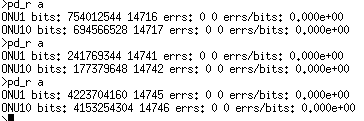 >pd_r a
ONU1 bits: 754012544 14716 errs: 0 0 errs/bits: 0.000e+00
ONU10 bits: 694566528 14717 errs: 0 0 errs/bits: 0.000e+00
>pd_r a
ONU1 bits: 241769344 14741 errs: 0 0 errs/bits: 0.000e+00
ONU10 bits: 177379648 14742 errs: 0 0 errs/bits: 0.000e+00
>pd_r a
ONU1 bits: 4223704160 14745 errs: 0 0 errs/bits: 0.000e+00
ONU10 bits: 4153254304 14746 errs: 0 0 errs/bits: 0.000e+00
>